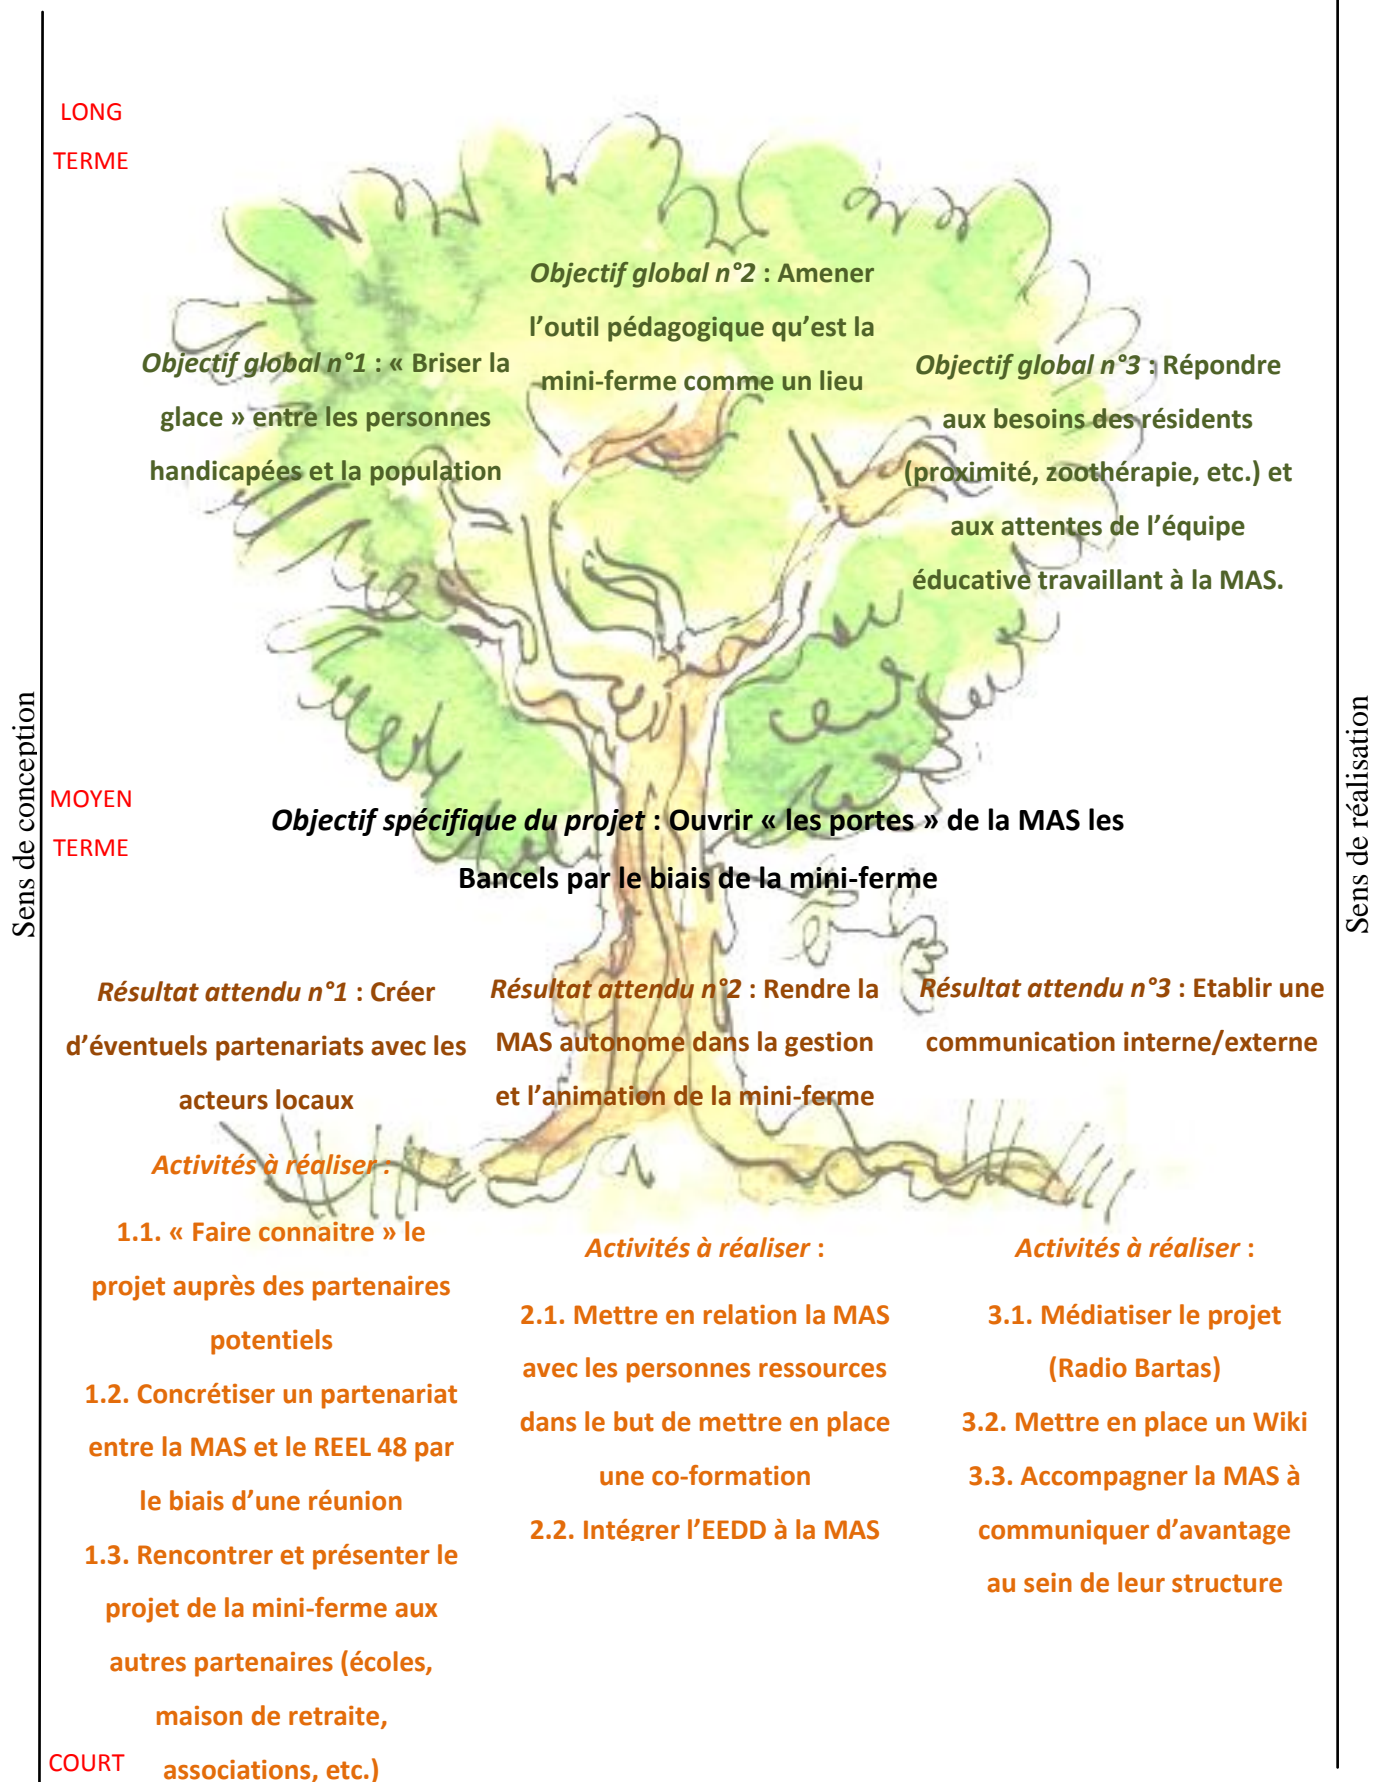 LONG
TERME
Objectif global n°1 : « Briser la
glace » entre les personnes
handicapées et la population
Objectif global n°2 : Amener
l’outil pédagogique qu’est la
mini-ferme comme un lieu
Objectif global n°3 : Répondre
aux besoins des résidents
(proximité, zoothérapie, etc.) et
aux attentes de l’équipe
éducative travaillant à la MAS.
Sens de conception
Sens de réalisation
MOYEN
TERME
Objectif spécifique du projet : Ouvrir « les portes » de la MAS les
Bancels par le biais de la mini-ferme
Résultat attendu n°1 : Créer
d’éventuels partenariats avec les
acteurs locaux
Résultat attendu n°2 : Rendre la
MAS autonome dans la gestion
et l’animation de la mini-ferme
Résultat attendu n°3 : Etablir une
communication interne/externe
Activités à réaliser :
1.1. « Faire connaitre » le
projet auprès des partenaires
potentiels
1.2. Concrétiser un partenariat
entre la MAS et le REEL 48 par
le biais d’une réunion
1.3. Rencontrer et présenter le
projet de la mini-ferme aux
autres partenaires (écoles,
maison de retraite,
associations, etc.)
Activités à réaliser :
2.1. Mettre en relation la MAS
avec les personnes ressources
dans le but de mettre en place
une co-formation
2.2. Intégrer l’EEDD à la MAS
Activités à réaliser :
3.1. Médiatiser le projet
(Radio Bartas)
3.2. Mettre en place un Wiki
3.3. Accompagner la MAS à
communiquer d’avantage
au sein de leur structure
COURT